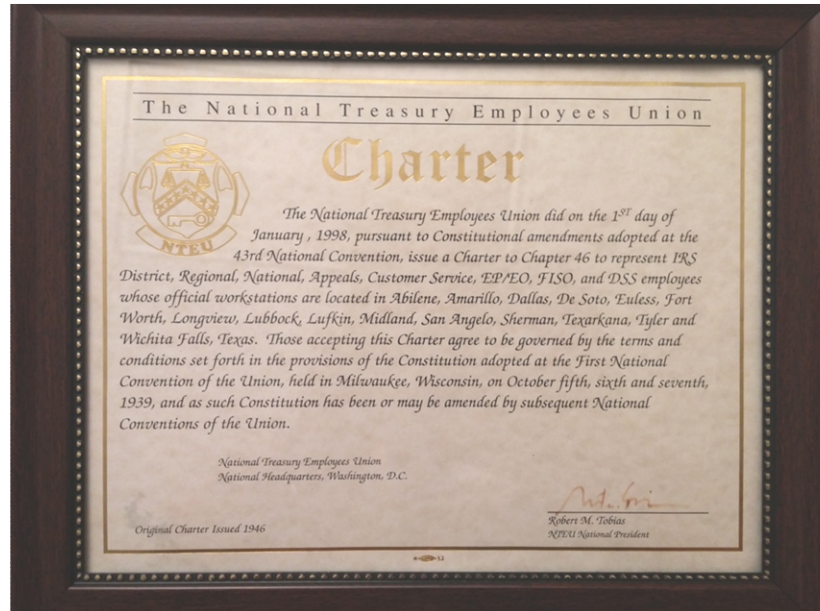 The National Treasury Employees Union
Charter
NTEU
The National Treasury Employees Union did on the 1ST day of
January , 1998, pursuant to Constitutional amendments adopted at the
43rd National Convention, issue a Charter to Chapter 46 to represent IRS
District, Regional, National, Appeals, Customer Service, EP/EO, FISO, and DSS employees
whose official workstations are located in Abilene, Amarillo, Dallas, De Soto, Euless, Fort
Worth, Longview, Lubbock, Lufkin, Midland, San Angelo, Sherman, Texarkana, Tyler and
Wichita Falls, Texas. Those accepting this Charter agree to be governed by the terms and
conditions set forth in the provisions of the Constitution adopted at the First National
Convention of the Union, held in Milwaukee, Wisconsin, on October fifth, sixth and seventh,
1939, and as such Constitution has been or may be amended by subsequent National
Conventions of the Union.
National Treasury Employees Union
National Headquarters, Washington, D.C.
Original Charter Issued 1946
Robert M. Tobias
NTEU National President